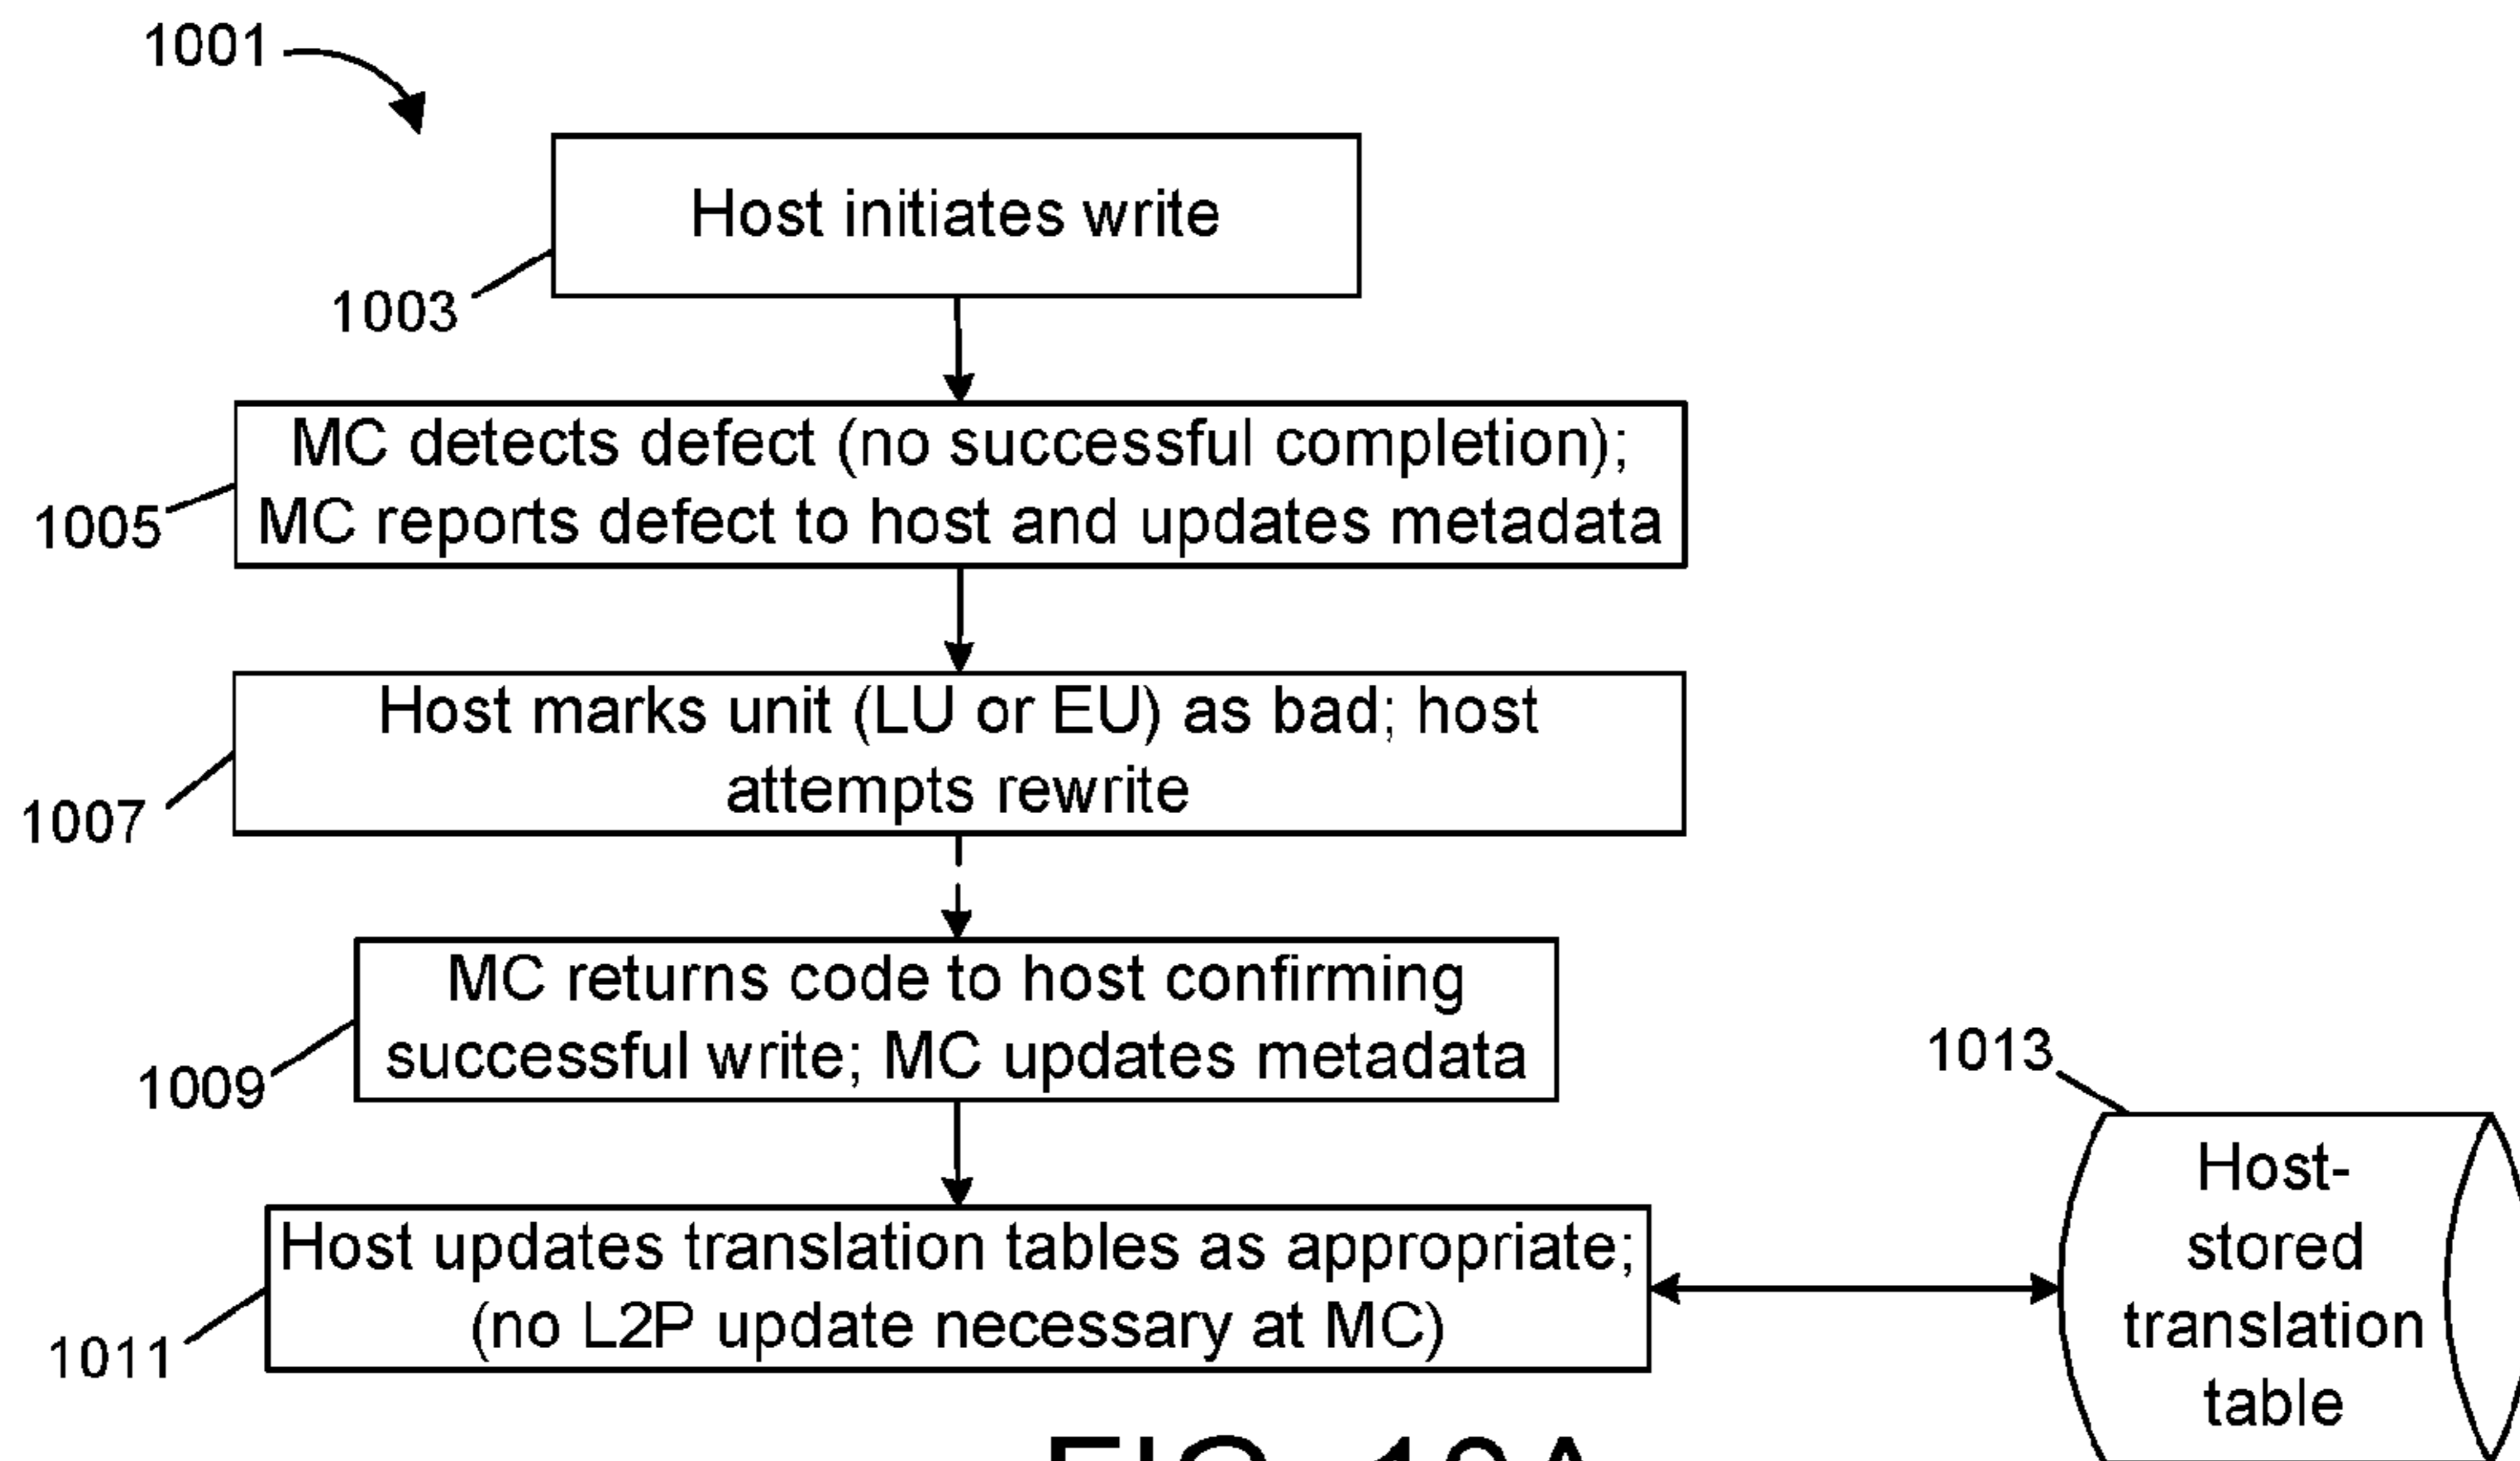 1001
Host initiates write
1003
MC detects defect (no successful completion);
MC reports defect to host and updates metadata
1005
Host marks unit (LU or EU) as bad; host
attempts rewrite
1007
MC returns code to host confirming
successful write; MC updates metadata
1009
1013
Host-
stored
translation
table
Host updates translation tables as appropriate;
(no L2P update necessary at MC)
1011
FIG. 10A